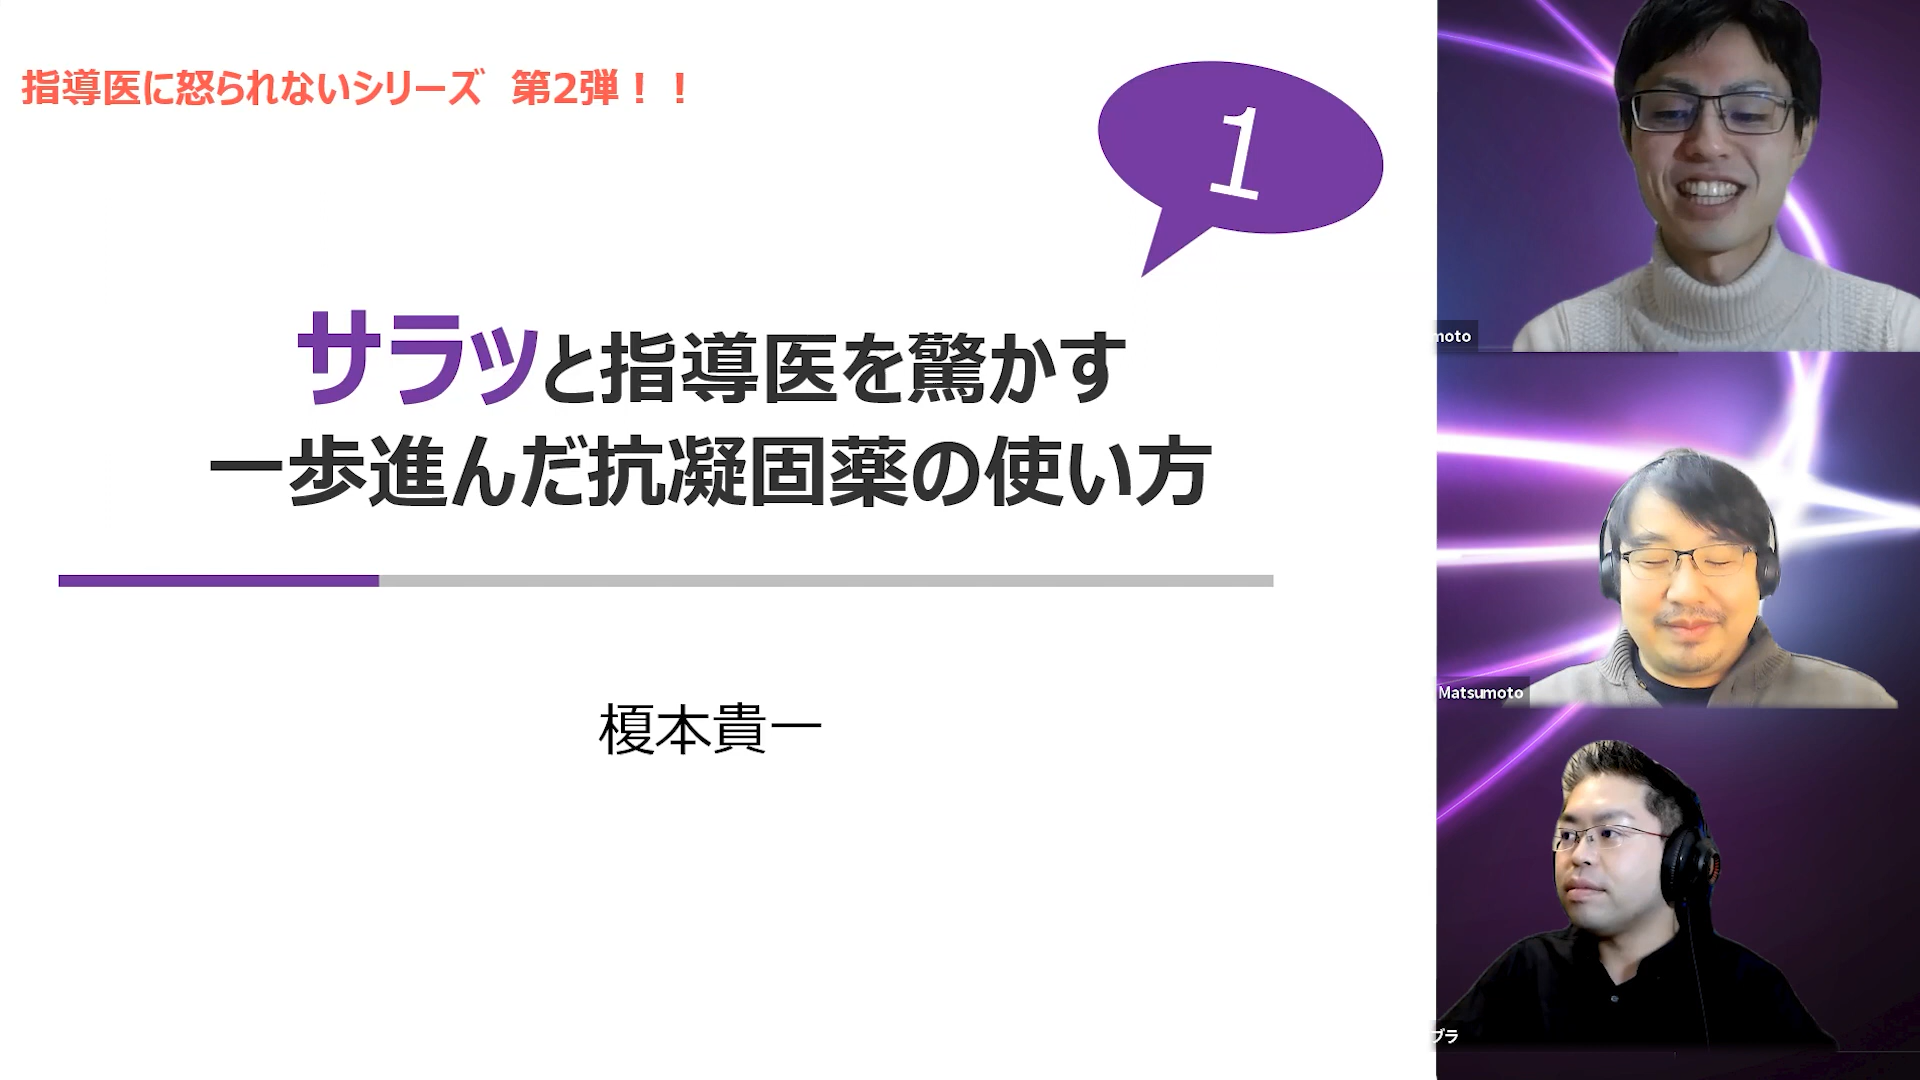 指導医に怒られないシリーズ 第2弾！！
1
サラッと指導医を驚かす
一歩進んだ抗凝固薬の使い方
榎本貴一
moto
Matsumoto
ブラ